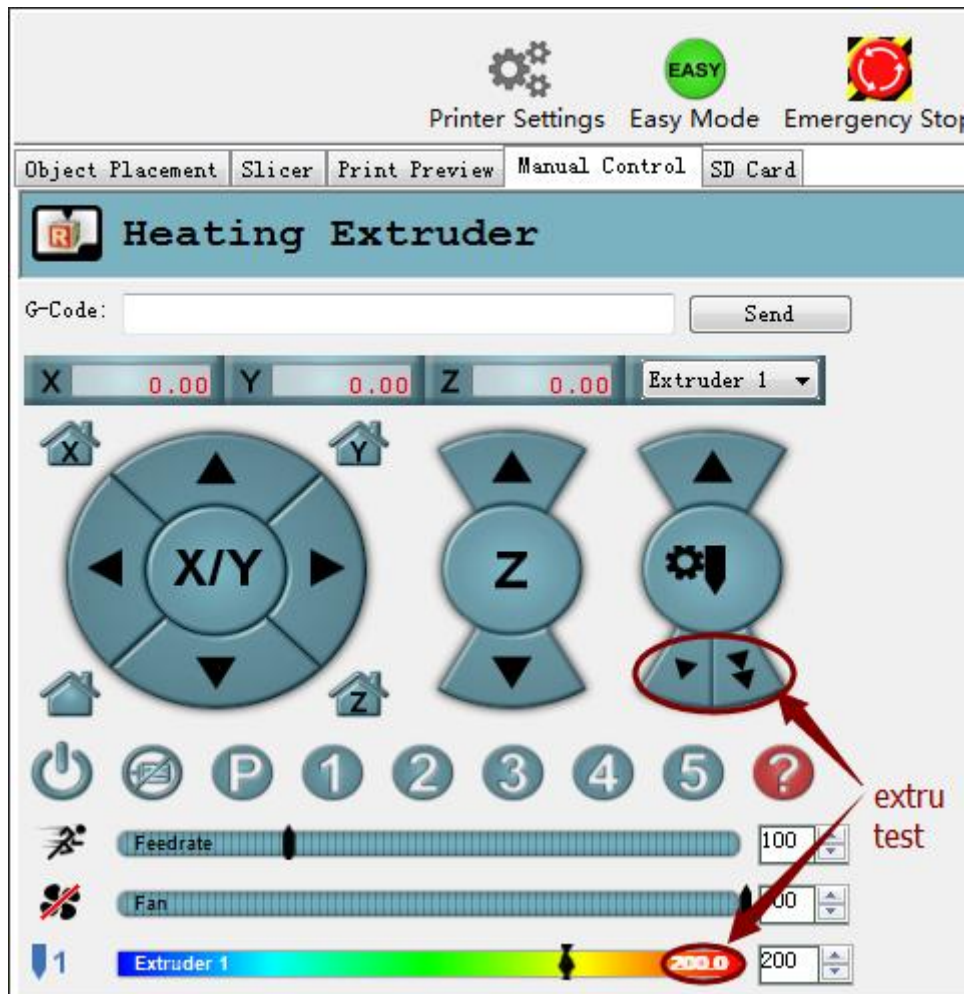 EASY
Printer Settings Easy Mode Emergency Stop
Object Placement Slicer Print Preview Manual Control SD Card
R Heating Extruder
G-Code: Send
X 0.00 Y 0.00 Z 0.00 Extruder 1
X Y
X/Y Z
Z
P 1 2 3 4 5 ?
extru
test
Feedrate 100
Fan 00
1 Extruder 1 200.0 200